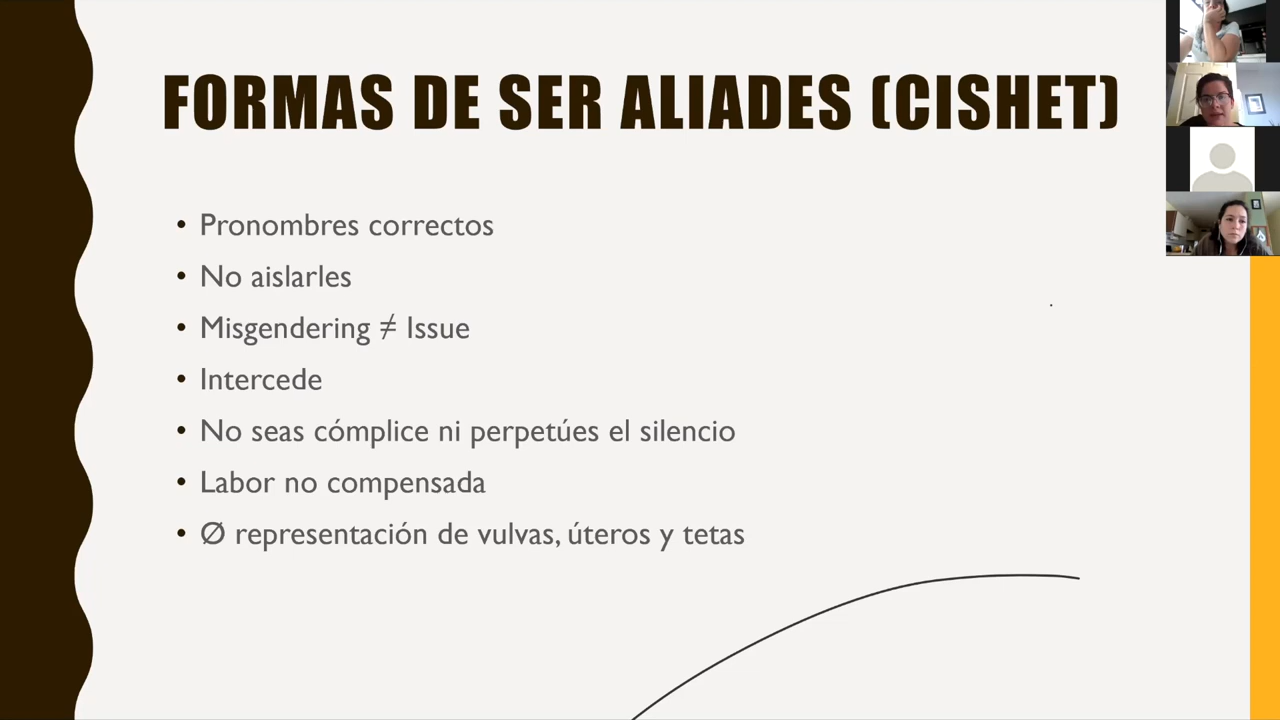 FORMAS DE SER ALIADES (CISHET)
• Pronombres correctos
• No aislarles
• Misgendering ≠ Issue
• Intercede
• No seas cómplice ni perpetúes el silencio
• Labor no compensada
• Ø representación de vulvas, úteros y tetas